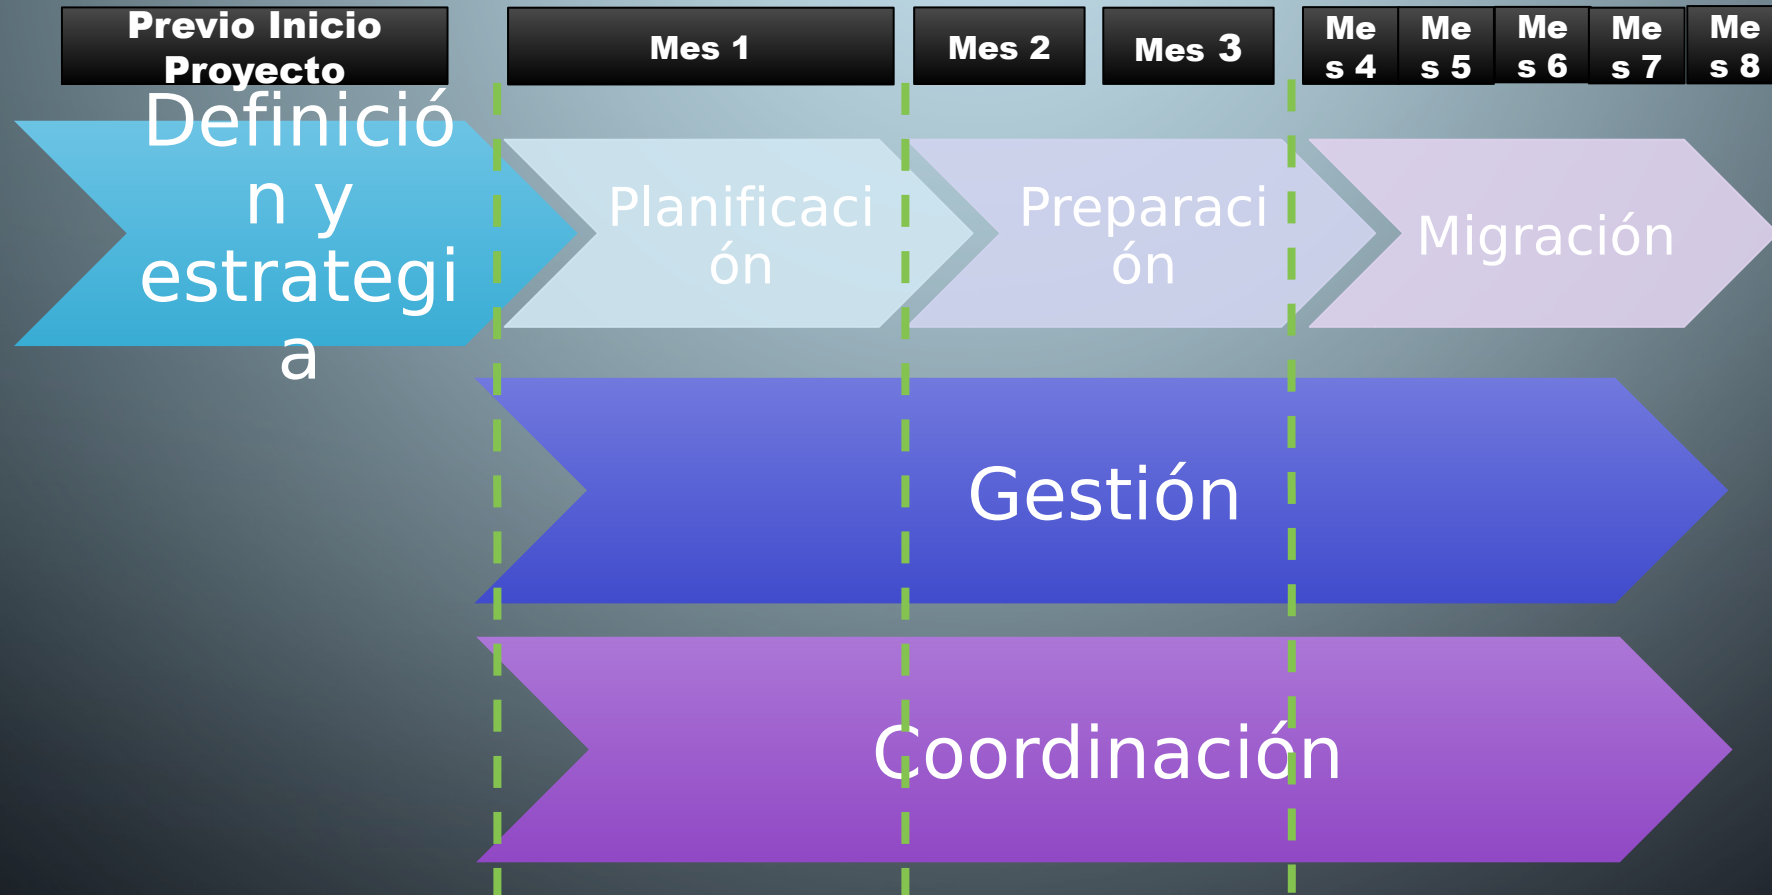 Previo Inicio
Proyecto
Mes 1
Mes 2
Mes 3
Me
s 4
Me
s 5
Me
s 6
Me
s 7
Me
s 8
Definició
n y
estrategi
a
Planificaci
ón
Preparaci
ón
Migración
Gestión
Coordinación